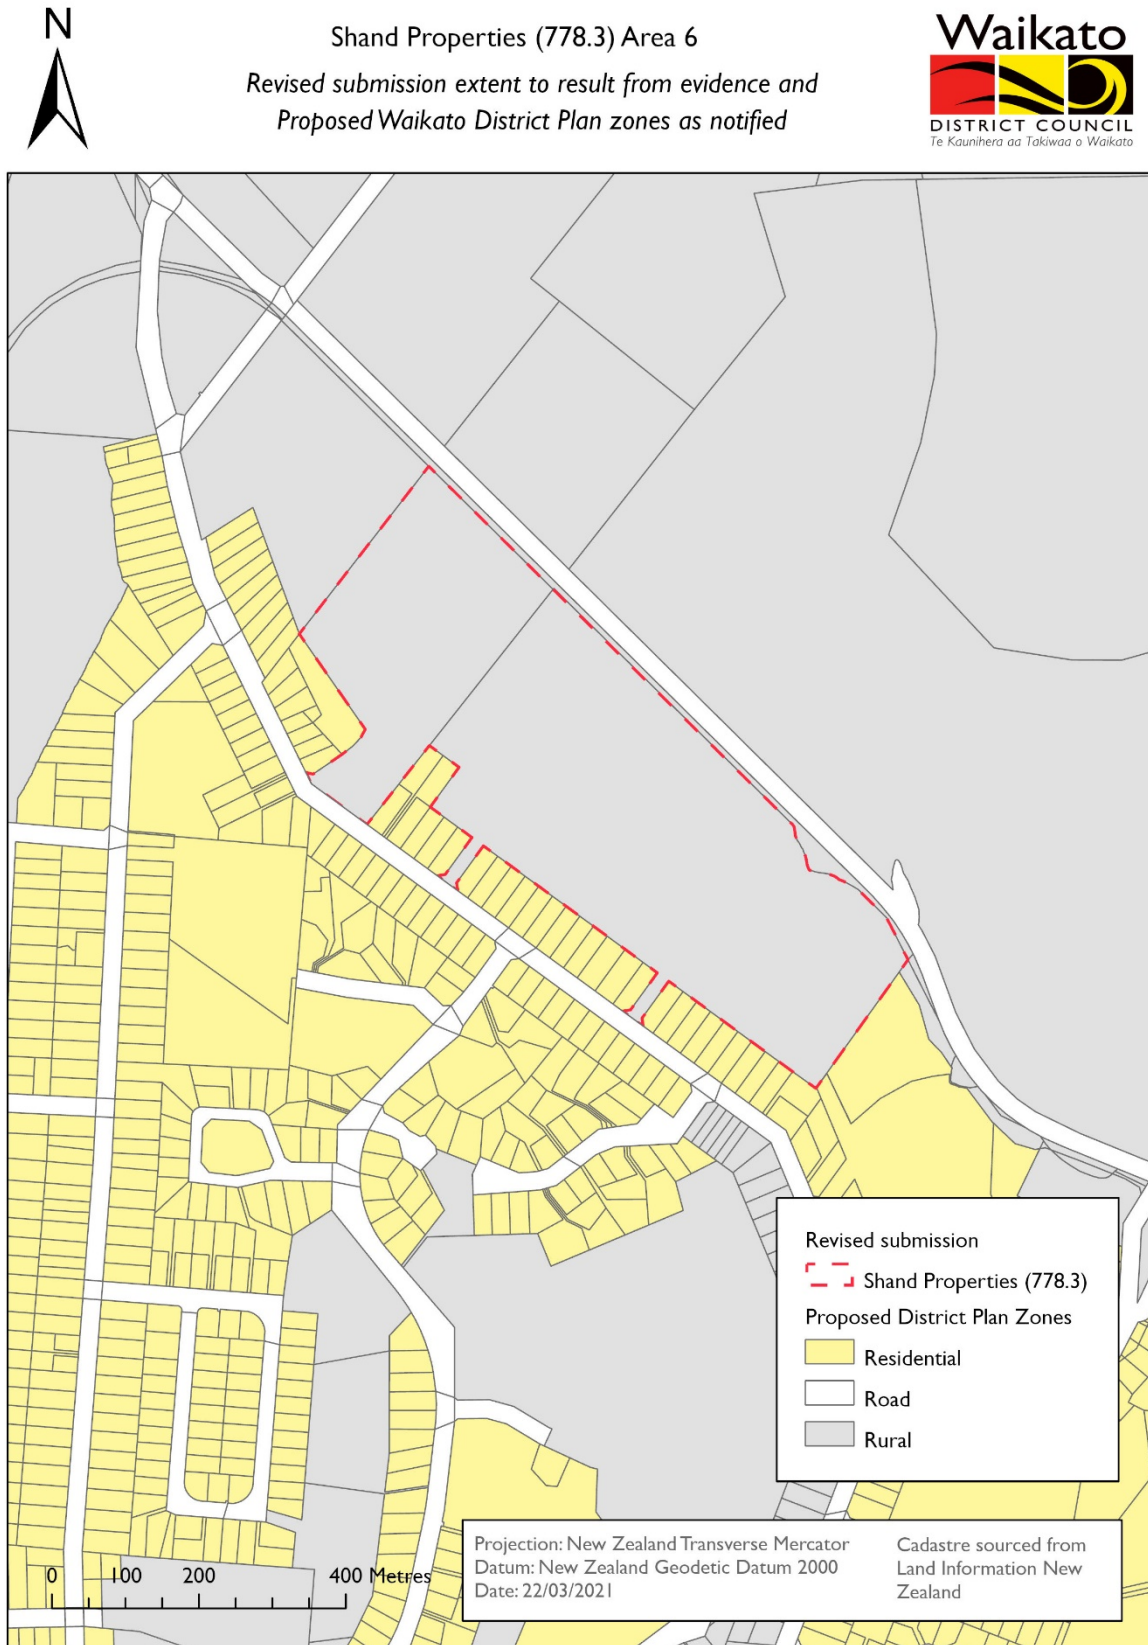 N
Shand Properties (778.3) Area 6
Revised submission extent to result from evidence and
Proposed Waikato District Plan zones as notified
Waikato
DISTRICT COUNCIL
Te Kaunihera aa Takiwaa o Waikato
Revised submission
Shand Properties (778.3)
Proposed District Plan Zones
Residential
Road
Rural
Projection: New Zealand Transverse Mercator
Datum: New Zealand Geodetic Datum 2000
Date: 22/03/2021
Cadastre sourced from
Land Information New
Zealand
0 100 200 400 Metres